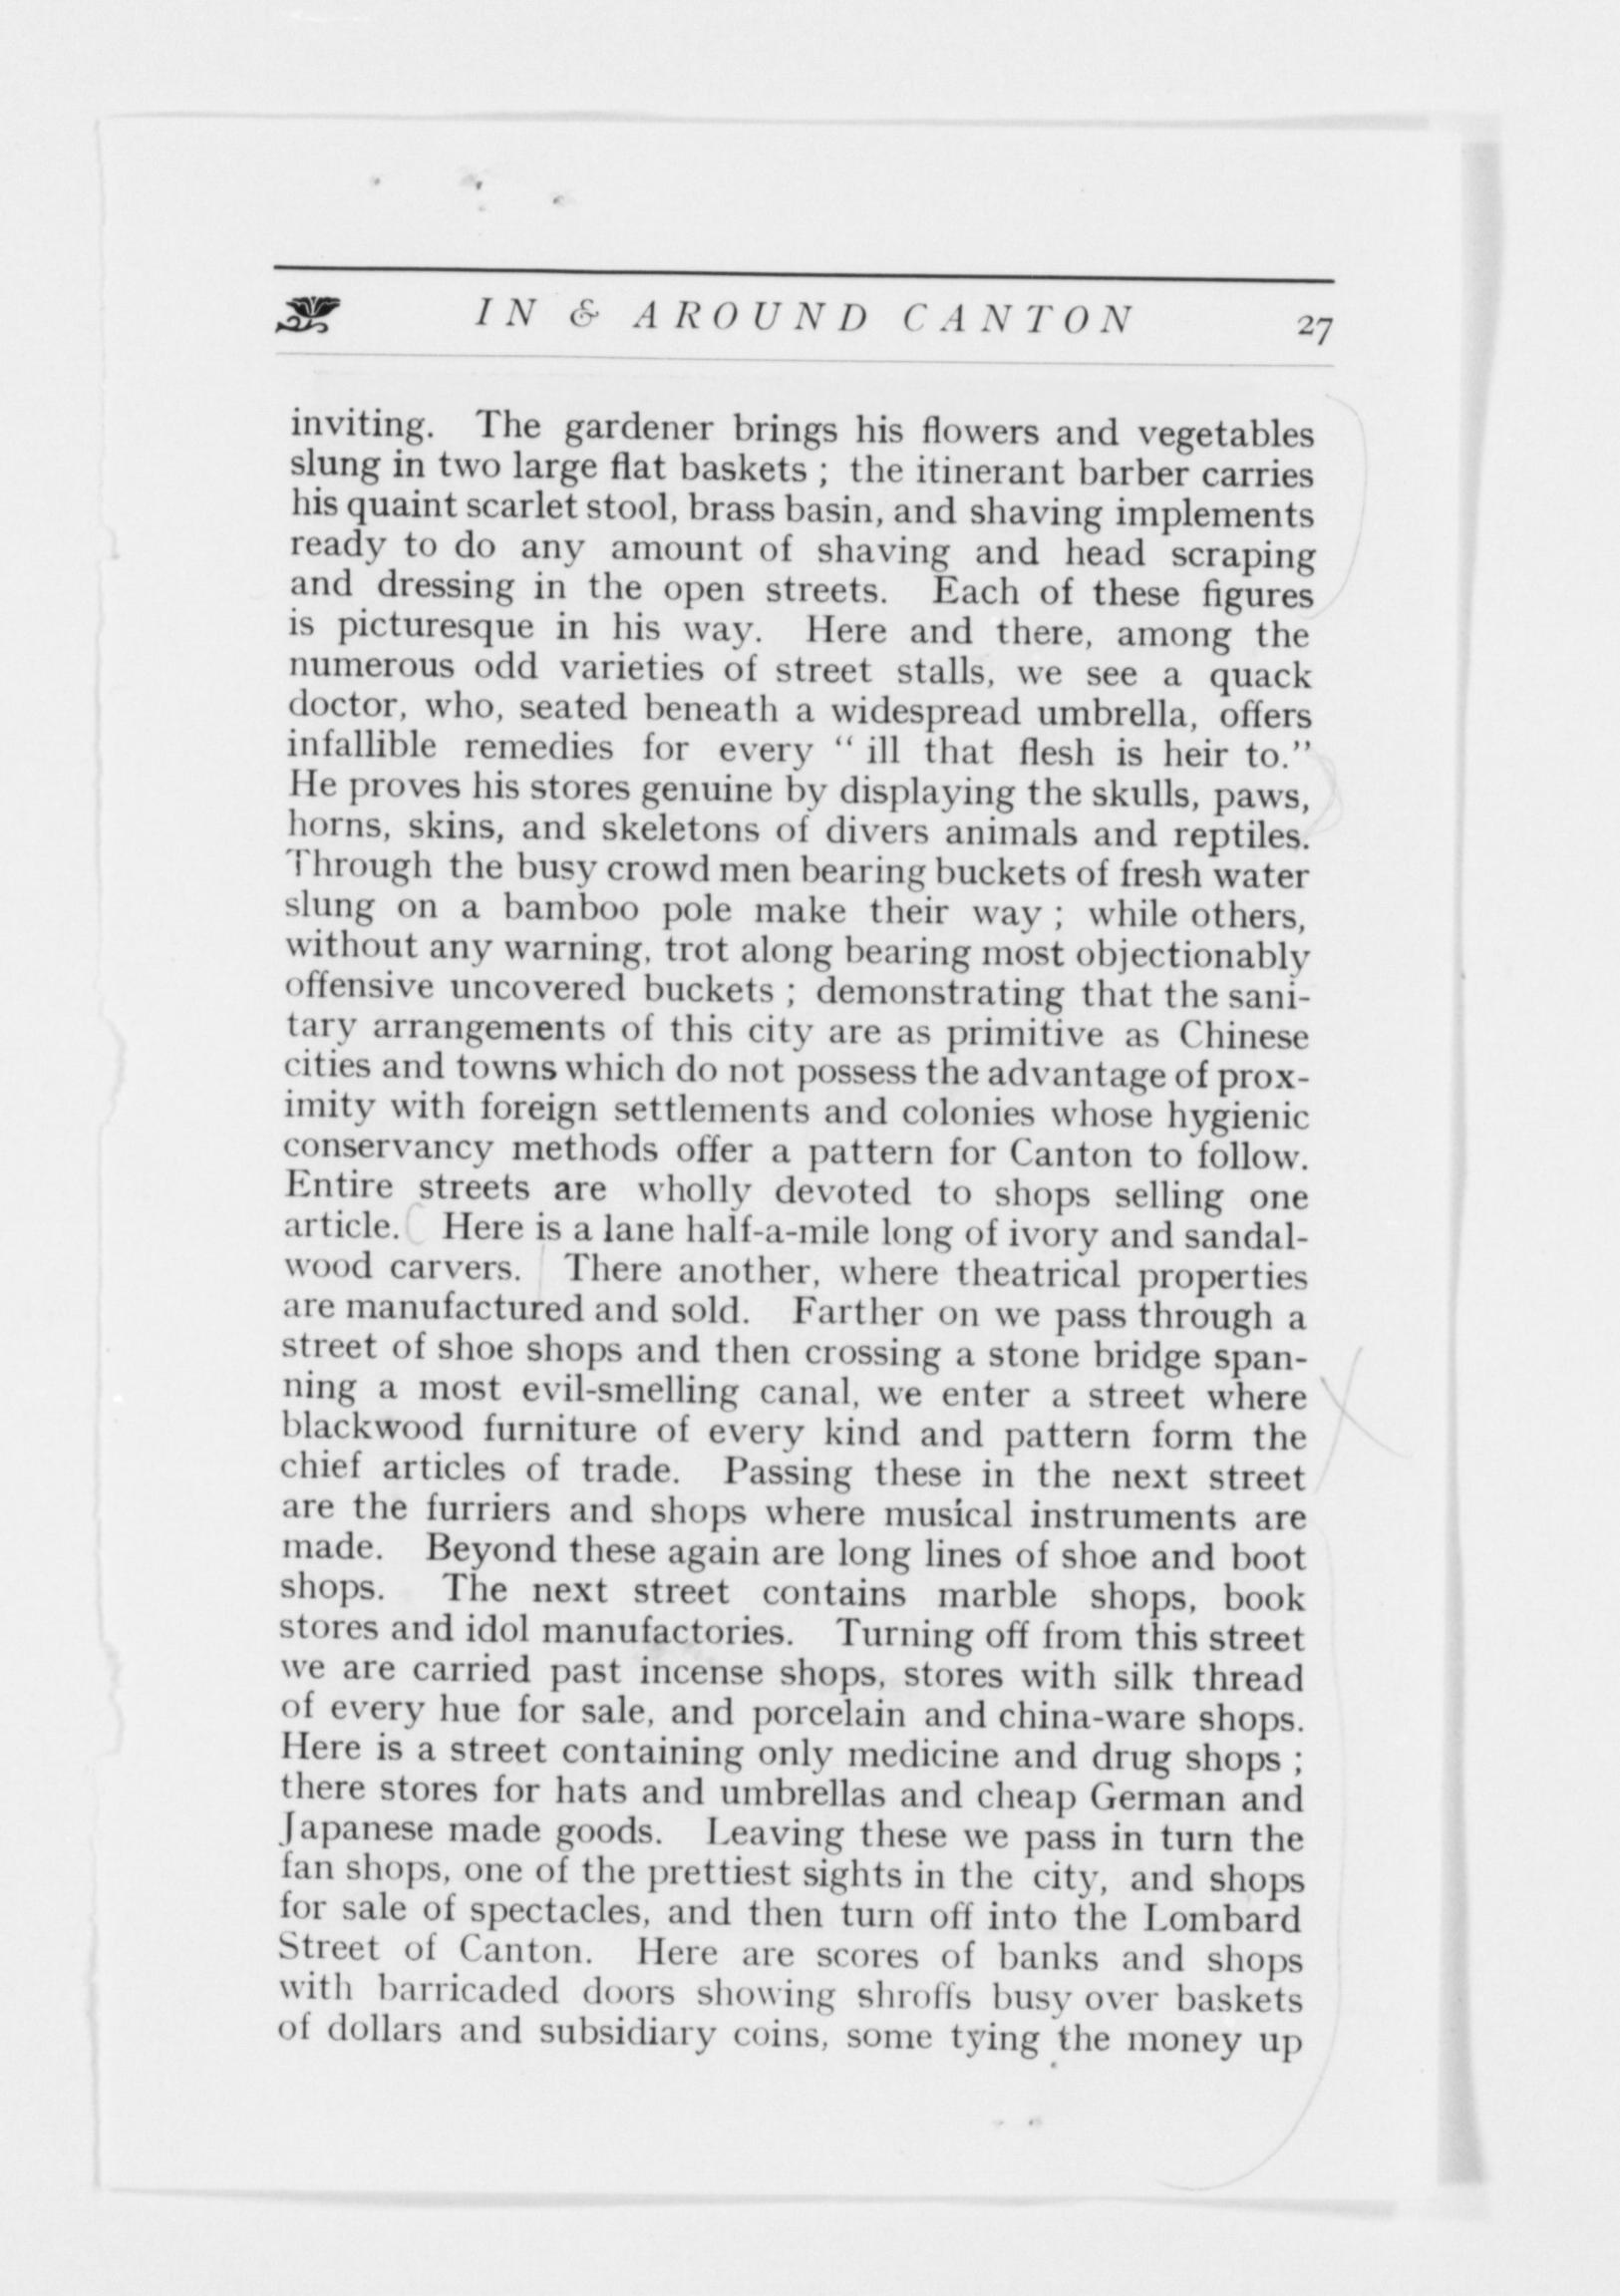 IN & AROUND CANTON 27
inviting. The gardener brings his flowers and vegetables
slung in two large flat baskets ; the itinerant barber carries
his quaint scarlet stool, brass basin, and shaving implements
ready to do any amount of shaving and head scraping
and dressing in the open streets. Each of these figures
is picturesque in his way. Here and there, among the
numerous odd varieties of street stalls, we see a quack
doctor, who, seated beneath a widespread umbrella, offers
infallible remedies for every “ ill that flesh is heir to.”
He proves his stores genuine by displaying the skulls, paws,
horns, skins, and skeletons of divers animals and reptiles.
Through the busy crowd men bearing buckets of fresh water
slung on a bamboo pole make their way ; while others,
without any warning, trot along bearing most objectionably
offensive uncovered buckets ; demonstrating that the sani-
tary arrangements of this city are as primitive as Chinese
cities and towns which do not possess the advantage of prox-
imity with foreign settlements and colonies whose hygienic
conservancy methods offer a pattern for Canton to follow.
Entire streets are wholly devoted to shops selling one
article. Here is a lane half-a-mile long of ivory and sandal-
wood carvers. There another, where theatrical properties
are manufactured and sold. Farther on we pass through a
street of shoe shops and then crossing a stone bridge span-
ning a most evil-smelling canal, we enter a street where
blackwood furniture of every kind and pattern form the
chief articles of trade. Passing these in the next street
are the furriers and shops where musical instruments are
made. Beyond these again are long lines of shoe and boot
shops. The next street contains marble shops, book
stores and idol manufactories. Turning off from this street
we are carried past incense shops, stores with silk thread
of every hue for sale, and porcelain and china-ware shops.
Here is a street containing only medicine and drug shops ;
there stores for hats and umbrellas and cheap German and
Japanese made goods. Leaving these we pass in turn the
fan shops, one of the prettiest sights in the city, and shops
for sale of spectacles, and then turn off into the Lombard
Street of Canton. Here are scores of banks and shops
with barricaded doors showing shroffs busy over baskets
of dollars and subsidiary coins, some tying the money up